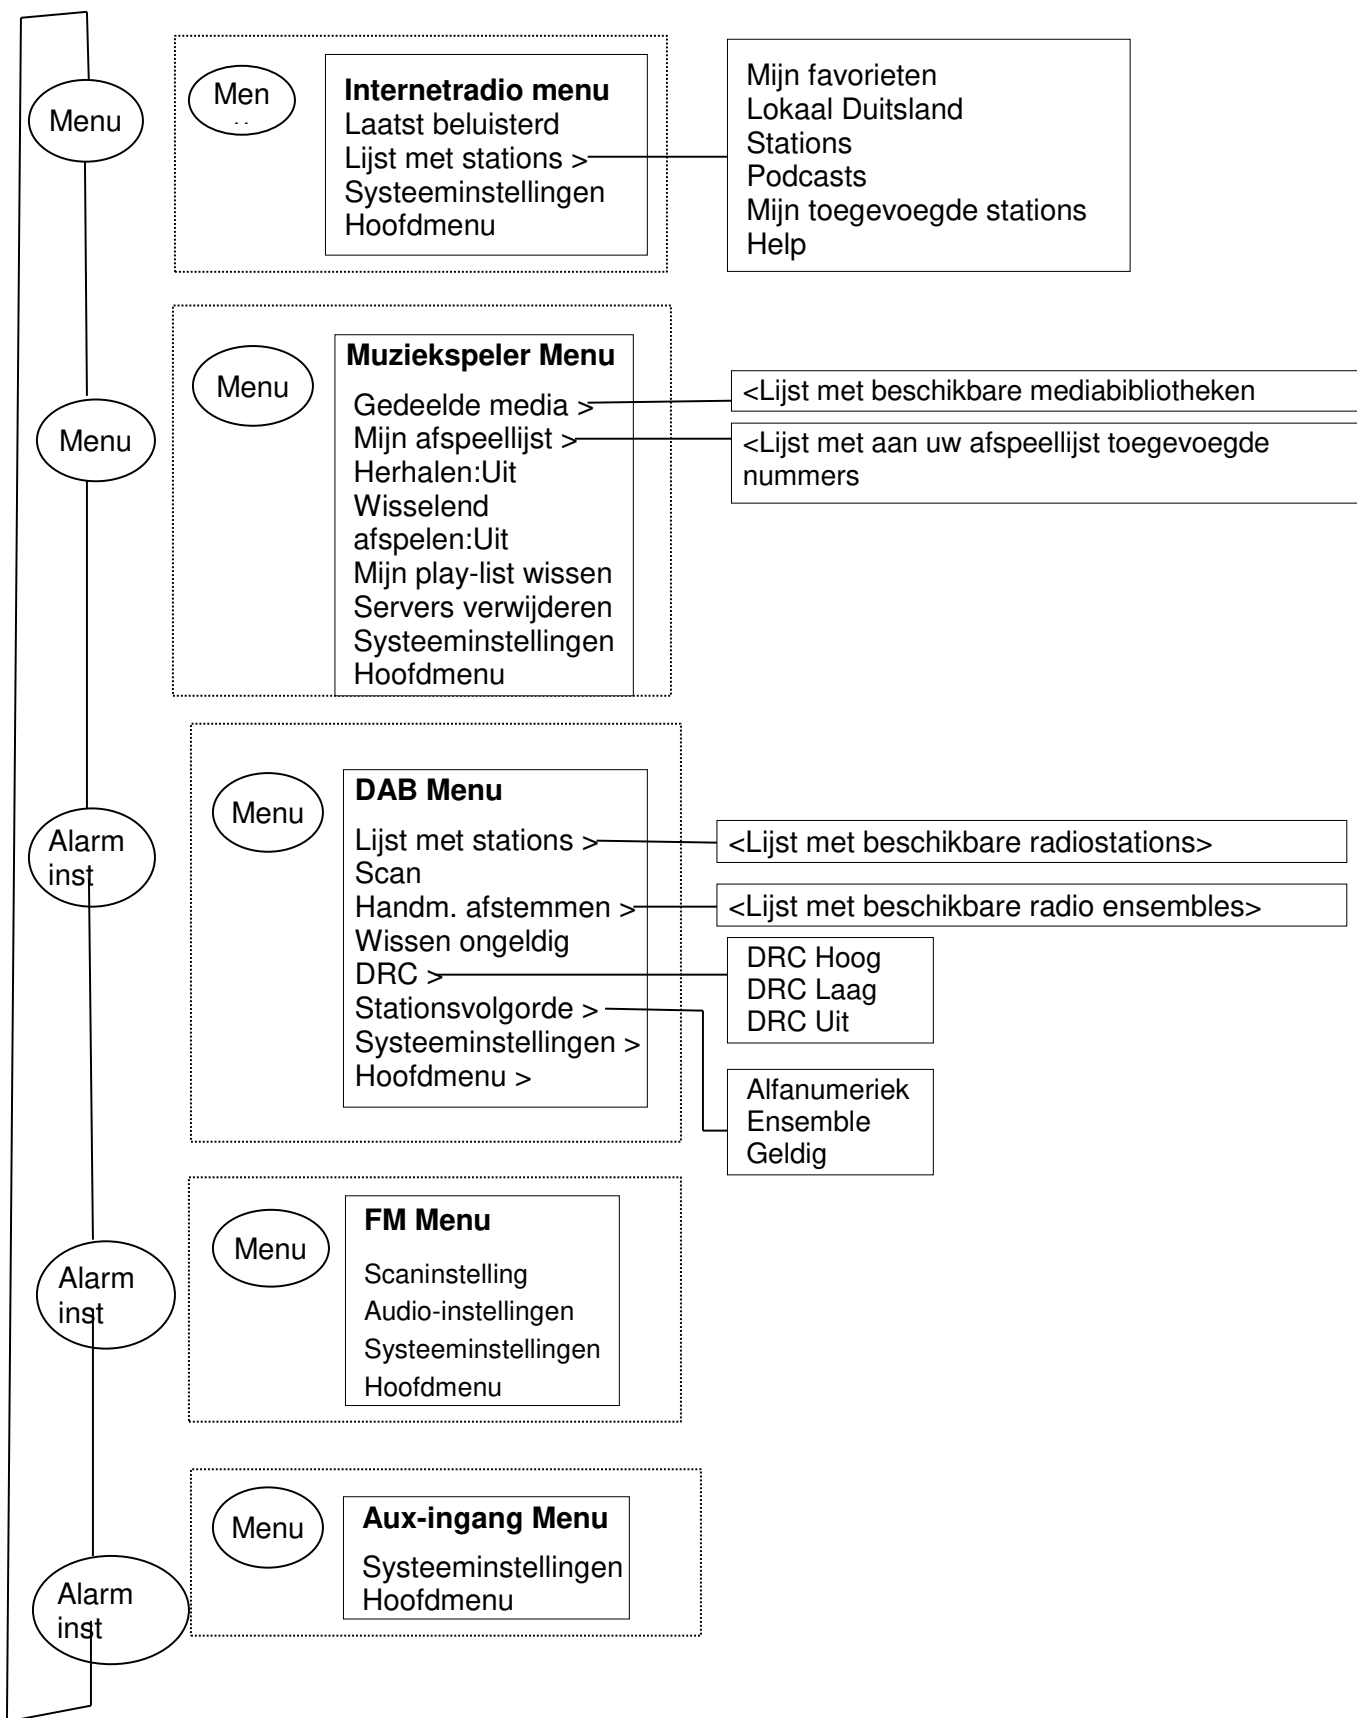 Menu
Men
Internetradio menu
Laatst beluisterd
Lijst met stations >
Systeeminstellingen
Hoofdmenu
Mijn favorieten
Lokaal Duitsland
Stations
Podcasts
Mijn toegevoegde stations
Help
Menu
Menu
Muziekspeler Menu
Gedeelde media >
Mijn afspeellijst >
Herhalen:Uit
Wisselend
afspelen:Uit
Mijn play-list wissen
Servers verwijderen
Systeeminstellingen
Hoofdmenu
<Lijst met beschikbare mediabibliotheken
<Lijst met aan uw afspeellijst toegevoegde
nummers
Alarm
inst
Menu
DAB Menu
Lijst met stations >
Scan
Handm. afstemmen >
Wissen ongeldig
DRC >
Stationsvolgorde >
Systeeminstellingen >
Hoofdmenu >
<Lijst met beschikbare radiostations>
<Lijst met beschikbare radio ensembles>
DRC Hoog
DRC Laag
DRC Uit
Alfanumeriek
Ensemble
Geldig
Alarm
inst
Menu
FM Menu
Scaninstelling
Audio-instellingen
Systeeminstellingen
Hoofdmenu
Alarm
inst
Menu
Aux-ingang Menu
Systeeminstellingen
Hoofdmenu